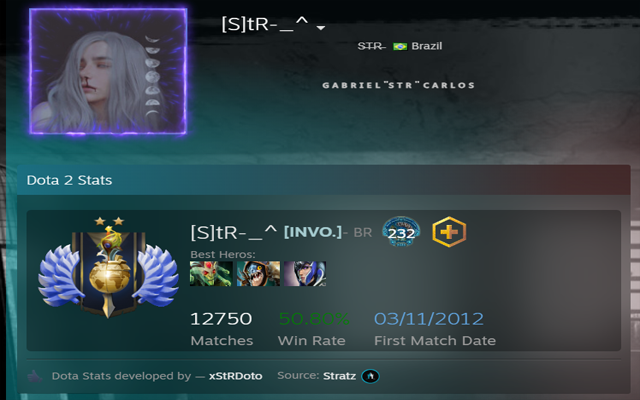 [S]tR-_^
STR- Brazil
GABRIEL"STR"CARLOS
Dota 2 Stats
[S]tR-_^ [INVO.]- BR 232
Best Heros:
12750 50.80% 03/11/2012
Matches Win Rate First Match Date
Dota Stats developed by — xStRDoto Source: Stratz